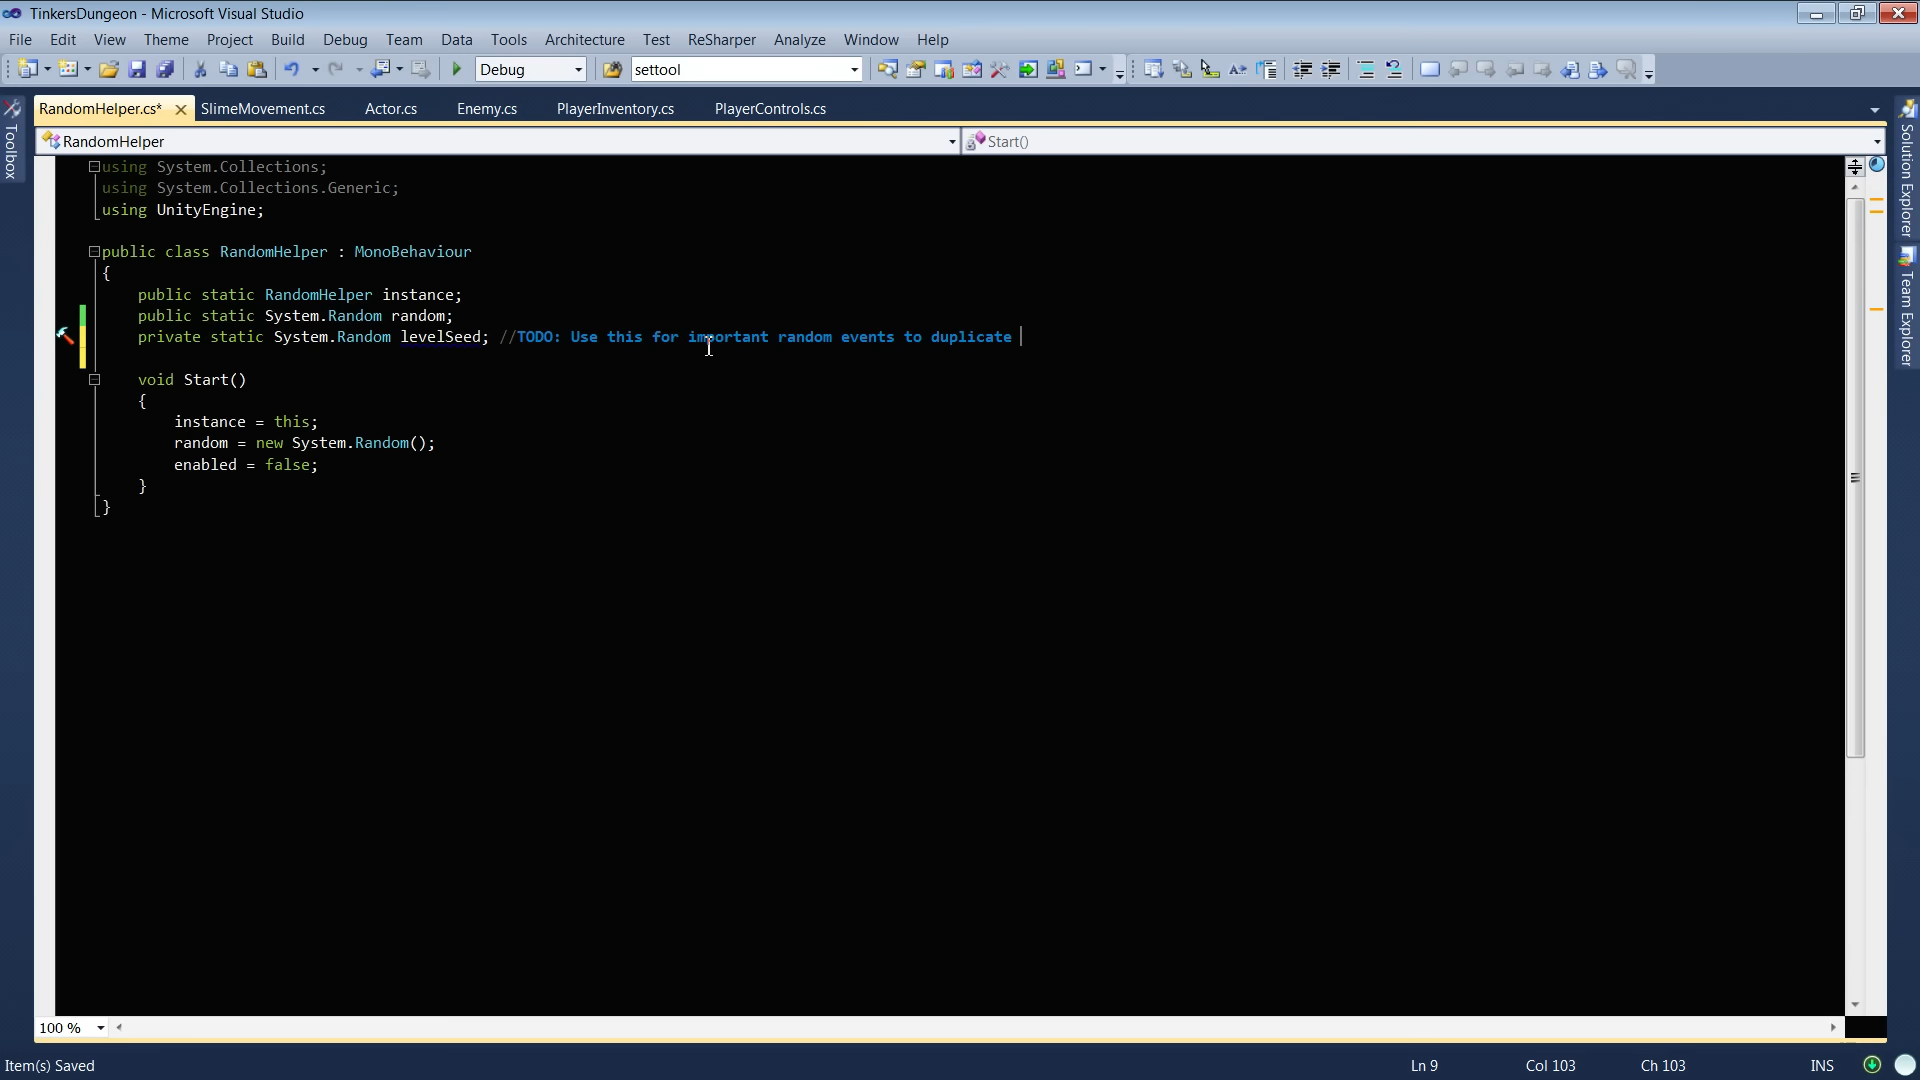 TinkersDungeon - Microsoft Visual Studio
File Edit View Theme Project Build Debug Team Data Tools Architecture Test ReSharper Analyze Window Help
Debug settool
RandomHelper.cs* SlimeMovement.cs Actor.cs Enemy.cs PlayerInventory.cs PlayerControls.cs
RandomHelper Start()
Toolbox
Solution Explorer
Team Explorer
using System.Collections;
using System.Collections.Generic;
using UnityEngine;
public class RandomHelper : MonoBehaviour
{
public static RandomHelper instance;
public static System.Random random;
private static System.Random levelSeed; //TODO: Use this for important random events to duplicate
void Start()
{
instance = this;
random = new System.Random();
enabled = false;
}
}
100 %
Item(s) Saved Ln 9 Col 103 Ch 103 INS